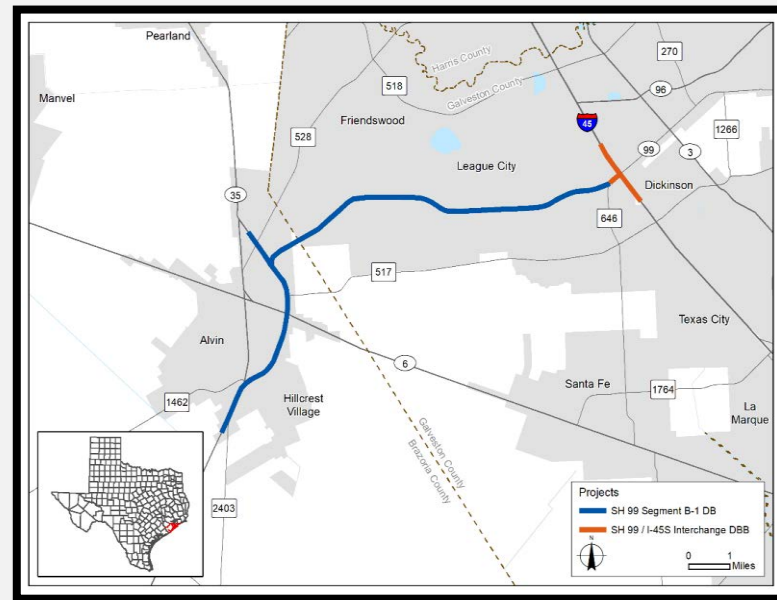 Pearland
Harris County
270
Manvel
518
Galveston County
96
Friendswood
45
1266
528
99
3
League City
Dickinson
35
646
517
Texas City
Alvin
6
Santa Fe
1764
Hillcrest
Village
La
Marque
1462
Galveston County
Brazoria County
2403
Projects
SH 99 Segment B-1 DB
SH 99 / I-45S Interchange DBB
N
0 1
Miles